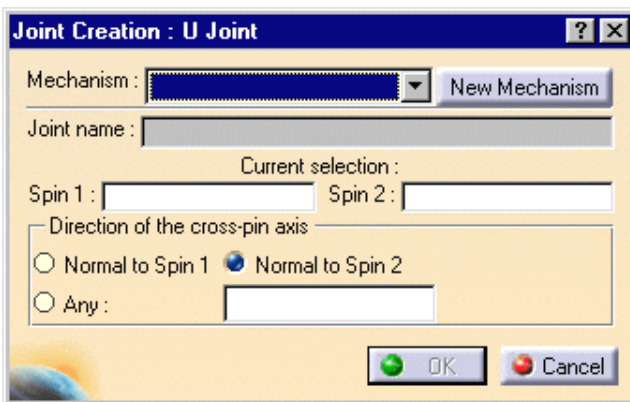 Joint Creation : U Joint ? X
Mechanism : New Mechanism
Joint name :
Current selection :
Spin 1 : Spin 2 :
Direction of the cross-pin axis
Normal to Spin 1 Normal to Spin 2
Any :
OK Cancel